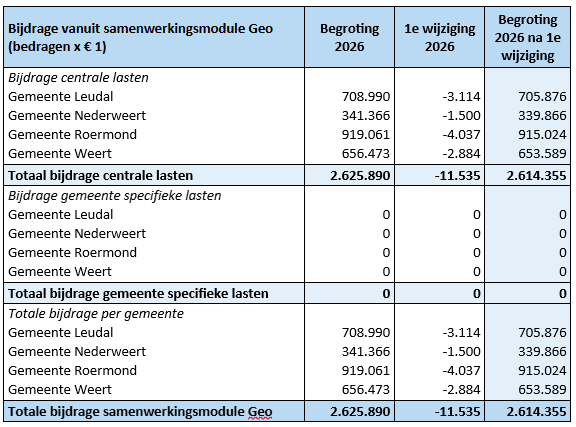 Bijdrage vanuit samenwerkingsmodule Geo (bedragen x € 1) Begroting 2026 1e wijziging 2026 Begroting 2026 na 1e wijziging
Bijdrage centrale lasten
Gemeente Leudal 708.990 -3.114 705.876
Gemeente Nederweert 341.366 -1.500 339.866
Gemeente Roermond 919.061 -4.037 915.024
Gemeente Weert 656.473 -2.884 653.589
Totaal bijdrage centrale lasten 2.625.890 -11.535 2.614.355
Bijdrage gemeente specifieke lasten
Gemeente Leudal 0 0 0
Gemeente Nederweert 0 0 0
Gemeente Roermond 0 0 0
Gemeente Weert 0 0 0
Totaal bijdrage gemeente specifieke lasten 0 0 0
Totale bijdrage per gemeente
Gemeente Leudal 708.990 -3.114 705.876
Gemeente Nederweert 341.366 -1.500 339.866
Gemeente Roermond 919.061 -4.037 915.024
Gemeente Weert 656.473 -2.884 653.589
Totale bijdrage samenwerkingsmodule Geo 2.625.890 -11.535 2.614.355